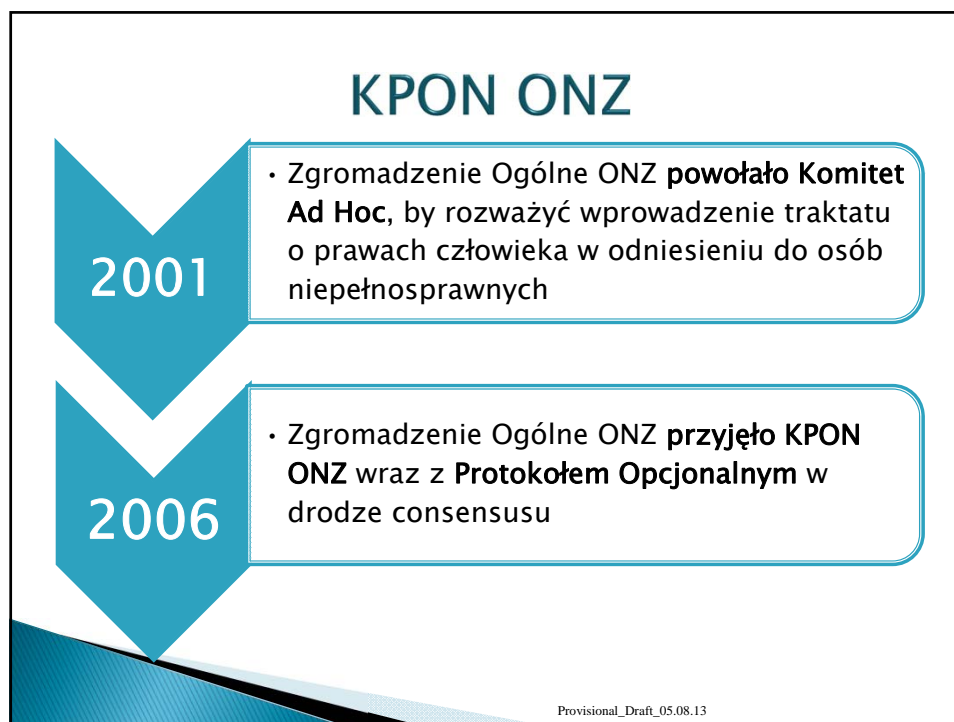 KPON ONZ
2001
• Zgromadzenie Ogólne ONZ powołało Komitet
Ad Hoc, by rozważyć wprowadzenie traktatu
o prawach człowieka w odniesieniu do osób
niepełnosprawnych
2006
• Zgromadzenie Ogólne ONZ przyjęło KPON
ONZ wraz z Protokołem Opcjonalnym w
drodze consensusu
Provisional_Draft_05.08.13